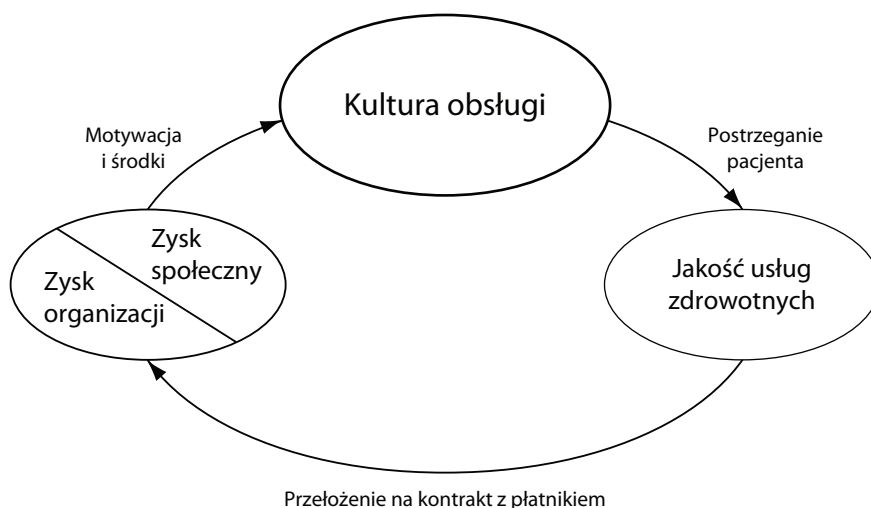 Kultura obsługi
Motywacja
i środki
Postrzeganie
pacjenta
Zysk
społeczny
Zysk
organizacji
Jakość usług
zdrowotnych
Przełożenie na kontrakt z płatnikiem